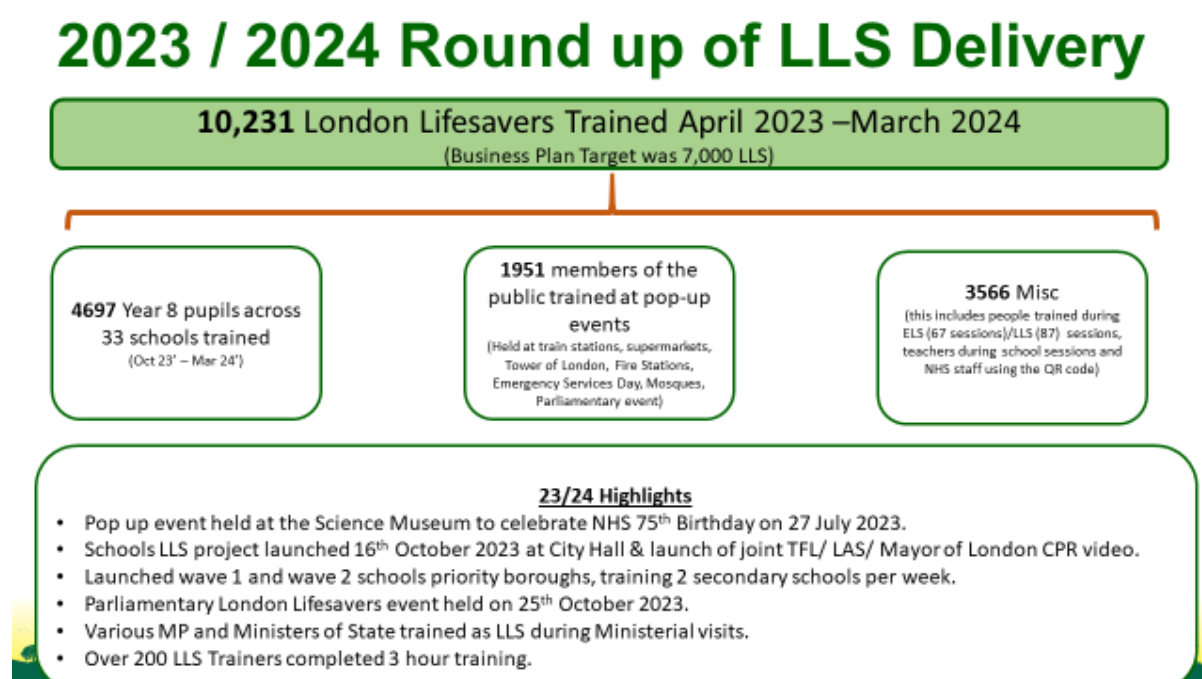 2023 / 2024 Round up of LLS Delivery
10,231 London Lifesavers Trained April 2023 –March 2024
(Business Plan Target was 7,000 LLS)
4697 Year 8 pupils across
33 schools trained
(Oct 23' – Mar 24')
1951 members of the
public trained at pop-up
events
(Held at train stations, supermarkets,
Tower of London, Fire Stations,
Emergency Services Day, Mosques,
Parliamentary event)
3566 Misc
(this includes people trained during
ELS (67 sessions)/LLS (87) sessions,
teachers during school sessions and
NHS staff using the QR code)
23/24 Highlights
• Pop up event held at the Science Museum to celebrate NHS 75th Birthday on 27 July 2023.
• Schools LLS project launched 16th October 2023 at City Hall & launch of joint TFL/ LAS/ Mayor of London CPR video.
• Launched wave 1 and wave 2 schools priority boroughs, training 2 secondary schools per week.
• Parliamentary London Lifesavers event held on 25th October 2023.
• Various MP and Ministers of State trained as LLS during Ministerial visits.
• Over 200 LLS Trainers completed 3 hour training.